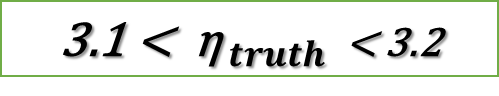 3.1 < η_truth < 3.2